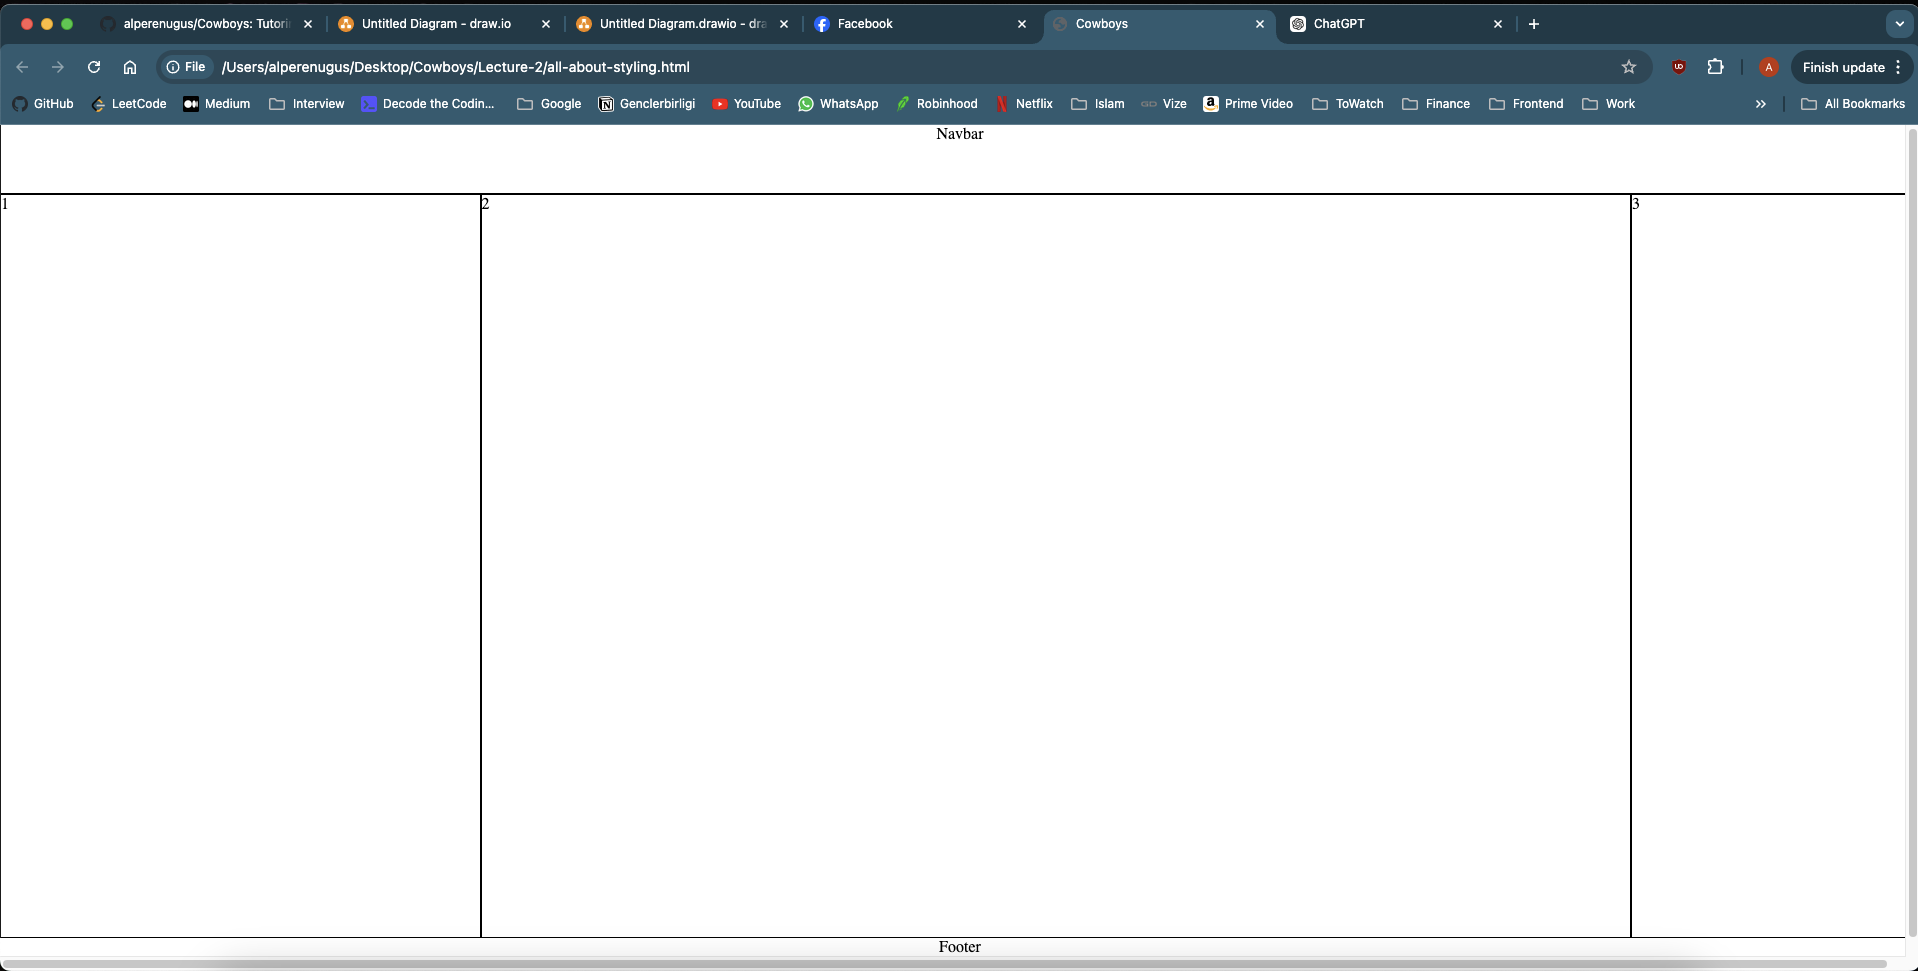 alperenugus/Cowboys: Tutori
Untitled Diagram - draw.io
Untitled Diagram.drawio - dra
Facebook
Cowboys
ChatGPT
File
/Users/alperenugus/Desktop/Cowboys/Lecture-2/all-about-styling.html
A
Finish update
GitHub
LeetCode
Medium
Interview
Decode the Codin...
Google
Genclerbirligi
YouTube
WhatsApp
Robinhood
Netflix
Islam
Vize
Prime Video
ToWatch
Finance
Frontend
Work
All Bookmarks
Navbar
1
2
3
Footer